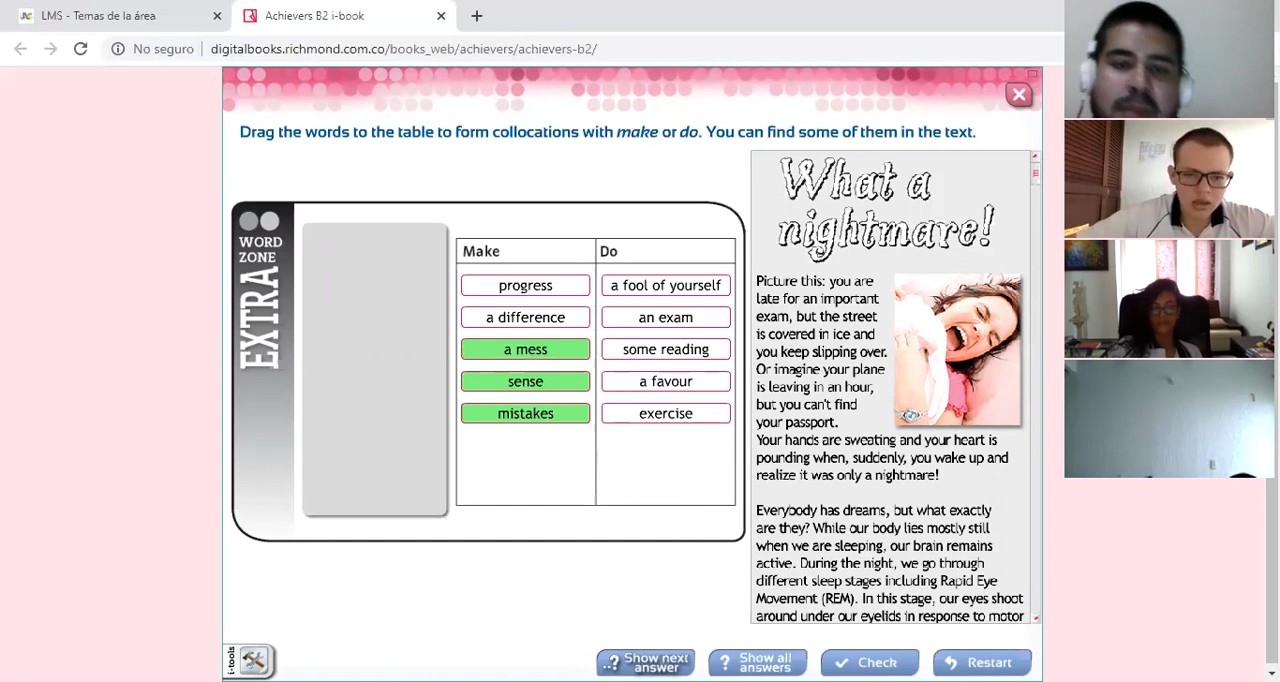 LMS - Temas de la área
Achievers B2 i-book
No seguro
digitalbooks.richmond.com.co/books_web/achievers/achievers-b2/
Drag the words to the table to form collocations with make or do. You can find some of them in the text.
WORD
ZONE
EXTRA
Make
Do
progress
a fool of yourself
a difference
an exam
a mess
some reading
sense
a favour
mistakes
exercise
What a
nightmare!
Picture this: you are
late for an important
exam, but the street
is covered in ice and
you keep slipping over.
Or imagine your plane
is leaving in an hour,
but you can't find
your passport.
Your hands are sweating and your heart is
pounding when, suddenly, you wake up and
realize it was only a nightmare!
Everybody has dreams, but what exactly
are they? While our body lies mostly still
when we are sleeping, our brain remains
active. During the night, we go through
different sleep stages including Rapid Eye
Movement (REM). In this stage, our eyes shoot
around under our eyelids in response to motor
i-tools
Show next
answer
Show all
answers
Check
Restart